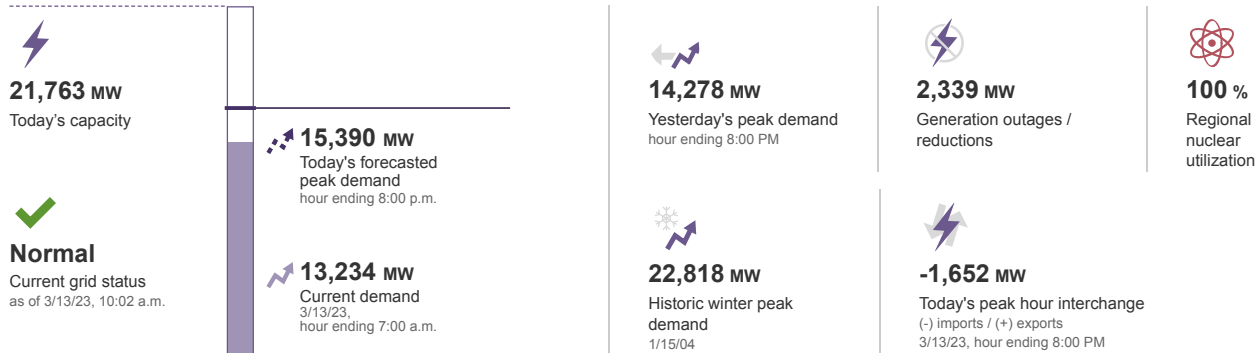 21,763 MW
Today's capacity
Normal
Current grid status
as of 3/13/23, 10:02 a.m.
15,390 MW
Today's forecasted
peak demand
hour ending 8:00 p.m.
13,234 MW
Current demand
3/13/23,
hour ending 7:00 a.m.
14,278 MW
Yesterday's peak demand
hour ending 8:00 PM
2,339 MW
Generation outages /
reductions
100 %
Regional
nuclear
utilization
22,818 MW
Historic winter peak
demand
1/15/04
-1,652 MW
Today's peak hour interchange
(-) imports / (+) exports
3/13/23, hour ending 8:00 PM